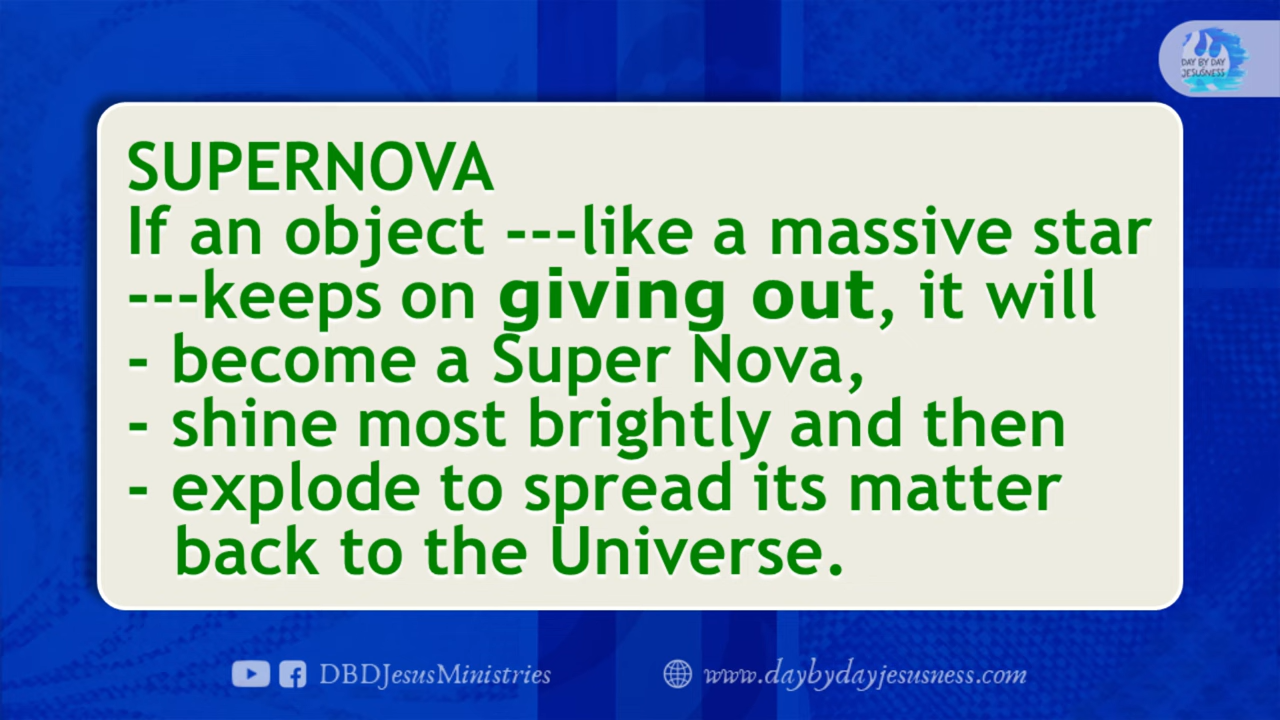 DAY BY DAY
JESUSNESS
SUPERNOVA
If an object ---like a massive star
---keeps on giving out, it will
- become a Super Nova,
- shine most brightly and then
- explode to spread its matter
back to the Universe.
DBDJesusMinistries
www.daybydayjesusness.com